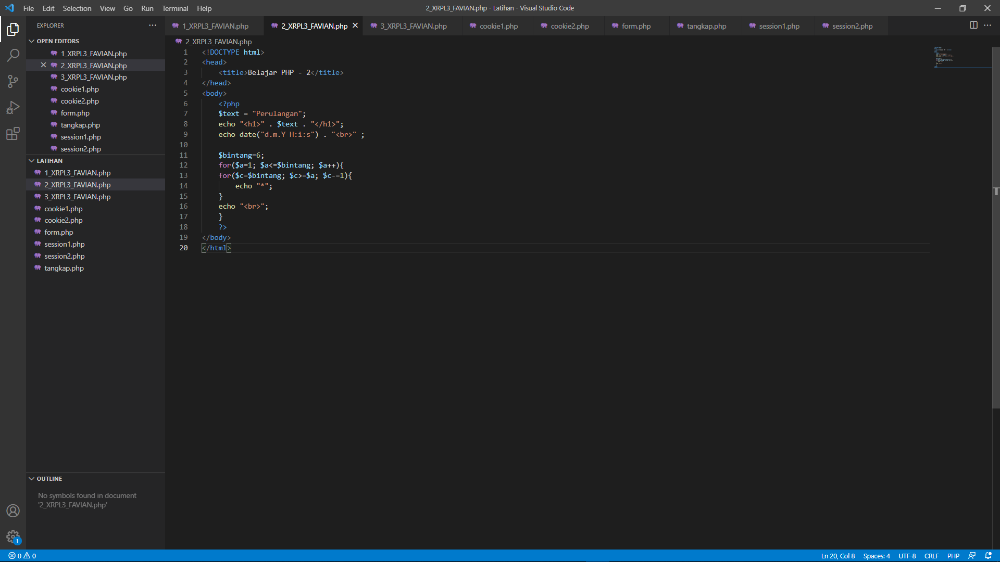 File Edit Selection View Go Run Terminal Help
2_XRPL3_FAVIAN.php - Latihan - Visual Studio Code
EXPLORER
OPEN EDITORS
1_XRPL3_FAVIAN.php
2_XRPL3_FAVIAN.php
3_XRPL3_FAVIAN.php
cookie1.php
cookie2.php
form.php
tangkap.php
session1.php
session2.php
LATIHAN
1_XRPL3_FAVIAN.php
2_XRPL3_FAVIAN.php
3_XRPL3_FAVIAN.php
cookie1.php
cookie2.php
form.php
session1.php
session2.php
tangkap.php
OUTLINE
No symbols found in document
'2_XRPL3_FAVIAN.php'
1
1_XRPL3_FAVIAN.php 2_XRPL3_FAVIAN.php 3_XRPL3_FAVIAN.php cookie1.php cookie2.php form.php tangkap.php session1.php session2.php
2_XRPL3_FAVIAN.php
1 <!DOCTYPE html>
2 <head>
3     <title>Belajar PHP - 2</title>
4 </head>
5 <body>
6     <?php
7     $text = "Perulangan";
8     echo "<h1>" . $text . "</h1>";
9     echo date("d.m.Y H:i:s") . "<br>" ;
10
11     $bintang=6;
12     for($a=1; $a<=$bintang; $a++){
13     for($c=$bintang; $c>=$a; $c-=1){
14         echo "*";
15     }
16     echo "<br>";
17     }
18     ?>
19 </body>
20 </html>
0 0
Ln 20, Col 8 Spaces: 4 UTF-8 CRLF PHP